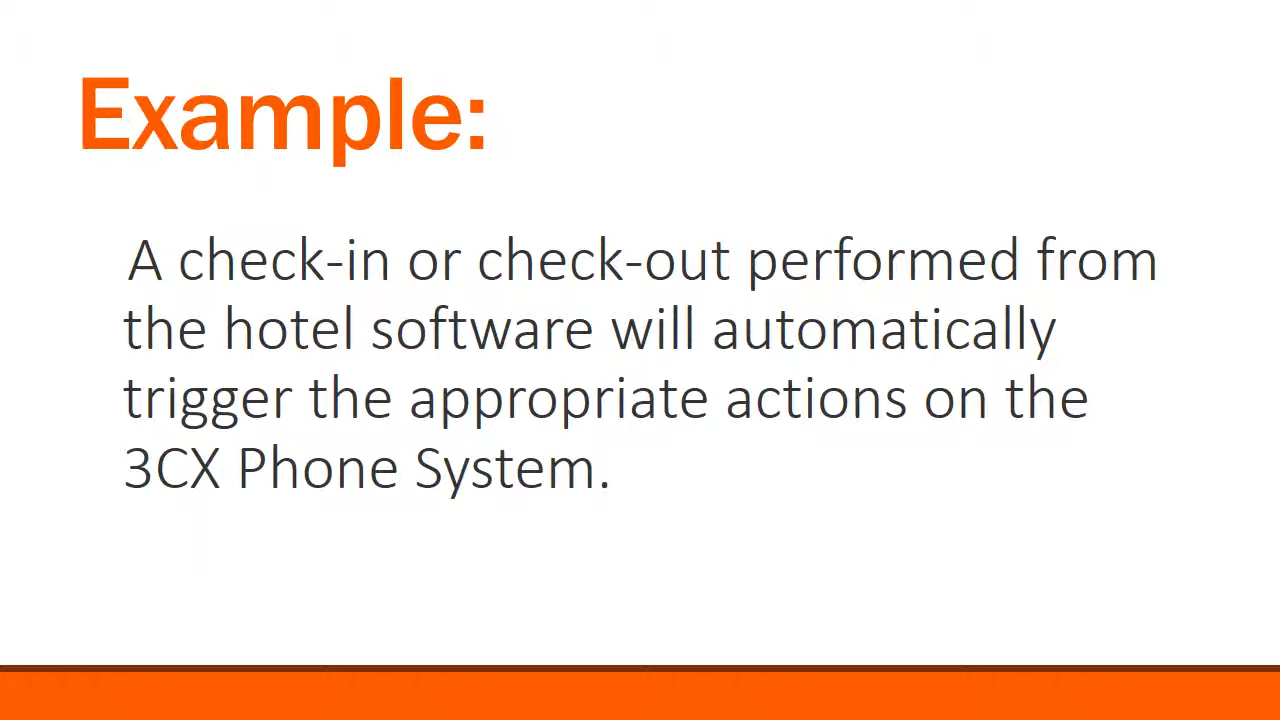 Example:
A check-in or check-out performed from
the hotel software will automatically
trigger the appropriate actions on the
3CX Phone System.